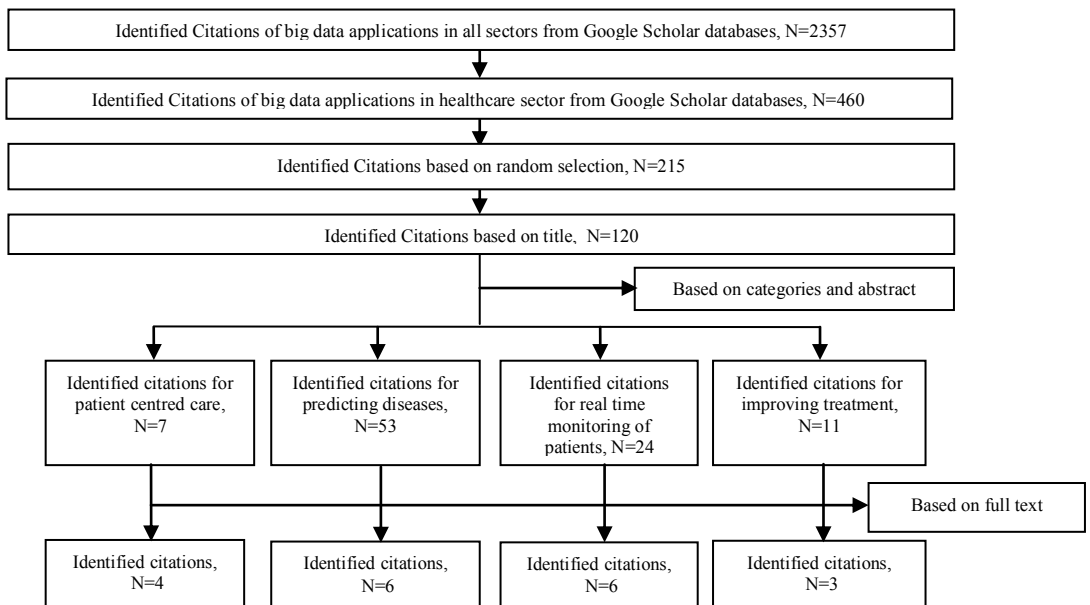 Identified Citations of big data applications in all sectors from Google Scholar databases, N=2357
Identified Citations of big data applications in healthcare sector from Google Scholar databases, N=460
Identified Citations based on random selection, N=215
Identified Citations based on title, N=120
Based on categories and abstract
Identified citations for
patient centred care,
N=7
Identified citations for
predicting diseases,
N=53
Identified citations
for real time
monitoring of
patients, N=24
Identified citations for
improving treatment,
N=11
Based on full text
Identified citations,
N=4
Identified citations,
N=6
Identified citations,
N=6
Identified citations,
N=3